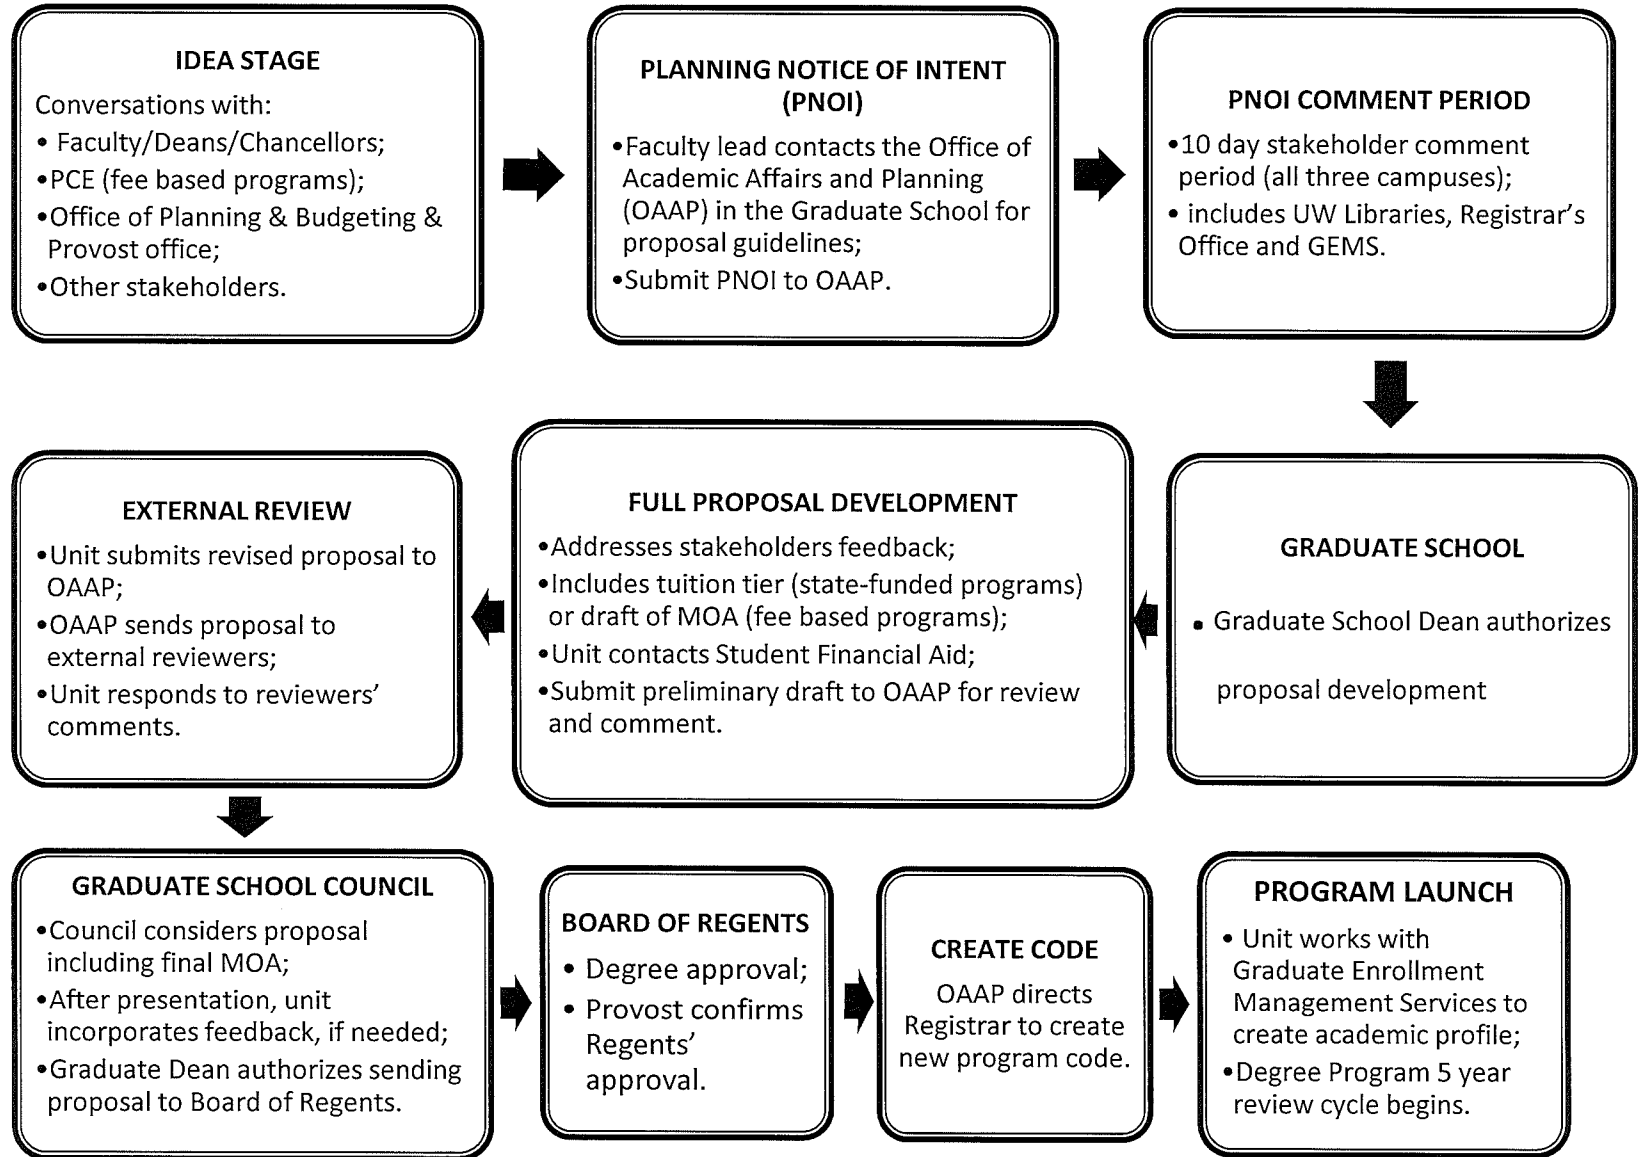 IDEA STAGE
Conversations with:
• Faculty/Deans/Chancellors;
•PCE (fee based programs);
•Office of Planning & Budgeting &
Provost office;
•Other stakeholders.
PLANNING NOTICE OF INTENT
(PNOI)
•Faculty lead contacts the Office of
Academic Affairs and Planning
(OAAP) in the Graduate School for
proposal guidelines;
•Submit PNOI to OAAP.
PNOI COMMENT PERIOD
•10 day stakeholder comment
period (all three campuses);
• includes UW Libraries, Registrar's
Office and GEMS.
GRADUATE SCHOOL
• Graduate School Dean authorizes
proposal development
FULL PROPOSAL DEVELOPMENT
•Addresses stakeholders feedback;
•Includes tuition tier (state-funded programs)
or draft of MOA (fee based programs);
•Unit contacts Student Financial Aid;
•Submit preliminary draft to OAAP for review
and comment.
EXTERNAL REVIEW
•Unit submits revised proposal to
OAAP;
•OAAP sends proposal to
external reviewers;
•Unit responds to reviewers'
comments.
GRADUATE SCHOOL COUNCIL
•Council considers proposal
including final MOA;
•After presentation, unit
incorporates feedback, if needed;
•Graduate Dean authorizes sending
proposal to Board of Regents.
BOARD OF REGENTS
• Degree approval;
• Provost confirms
Regents'
approval.
CREATE CODE
OAAP directs
Registrar to create
new program code.
PROGRAM LAUNCH
• Unit works with
Graduate Enrollment
Management Services to
create academic profile;
•Degree Program 5 year
review cycle begins.